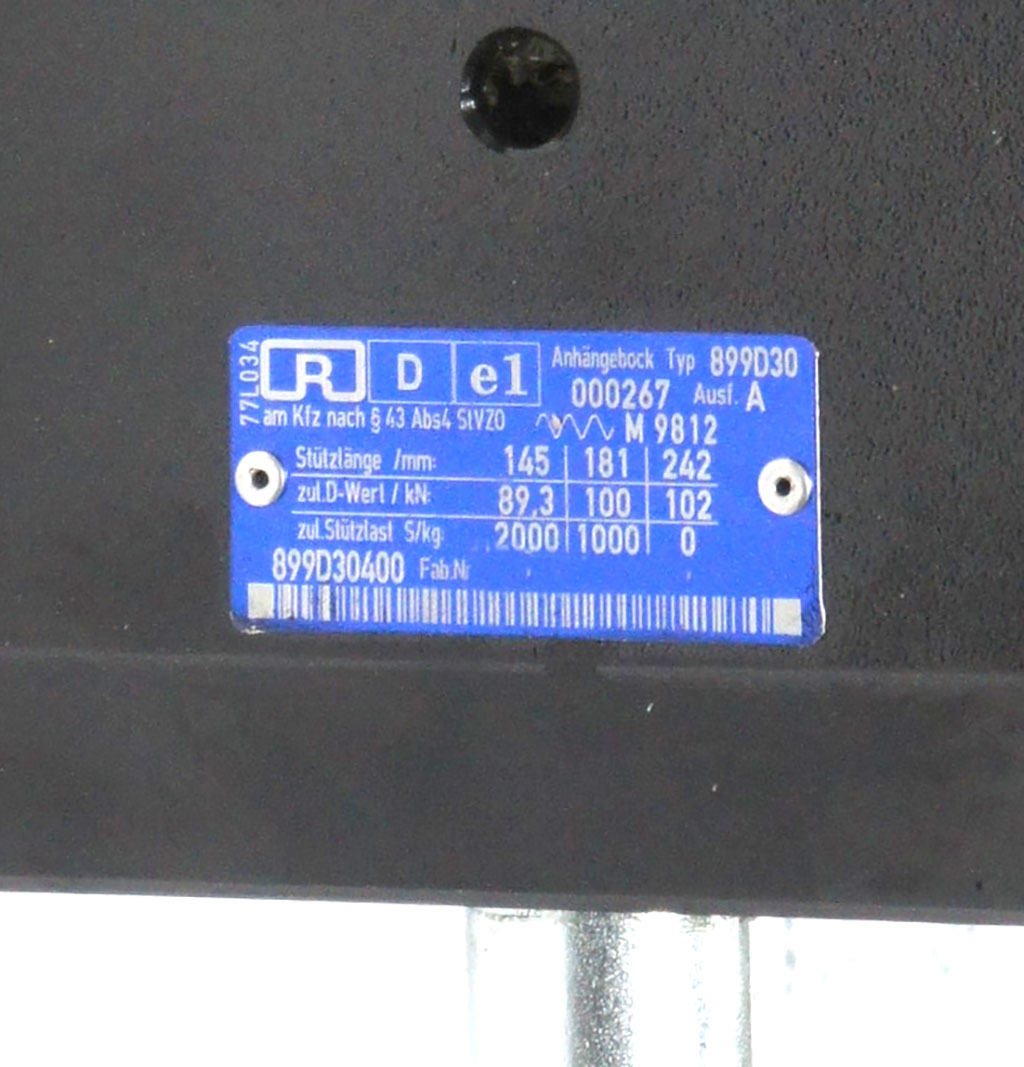 77L034
R D e1 Anhängebock Typ 899D30
000267 Ausf. A
am Kfz nach § 43 Abs4 StVZO M 9812
Stützlänge /mm: 145 181 242
zul.D-Wert / kN: 89,3 100 102
zul.Stützlast S/kg: 2000 1000 0
899D30400 Fab.Nr